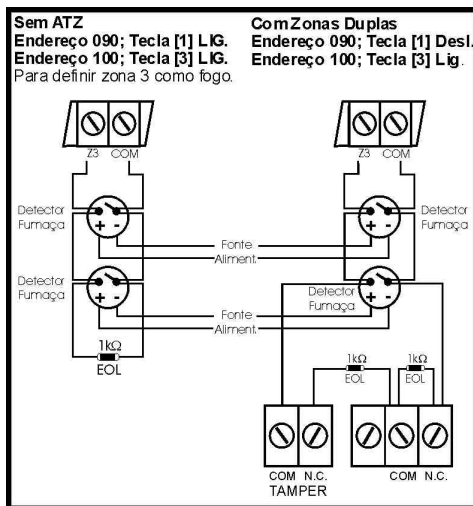 Sem ATZ
Endereço 090; Tecla [1] LIG.
Endereço 100; Tecla [3] LIG.
Para definir zona 3 como fogo.
Com Zonas Duplas
Endereço 090; Tecla [1] Desl.
Endereço 100; Tecla [3] Lig.
Z3 COM
Z3 COM
Detector
Fumaça
+ -
Detector
Fumaça
+ -
Fonte
Aliment.
Detector
Fumaça
+ -
Detector
Fumaça
+ -
Fonte
Aliment.
1kΩ
EOL
1kΩ
EOL
1kΩ
EOL
COM N.C.
TAMPER
COM N.C.